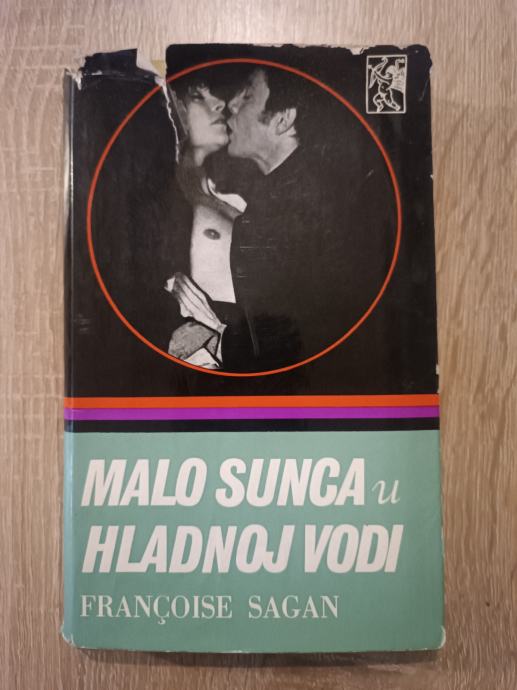 MALO SUNCA u
HLADNOJ VODI
FRANÇOISE SAGAN